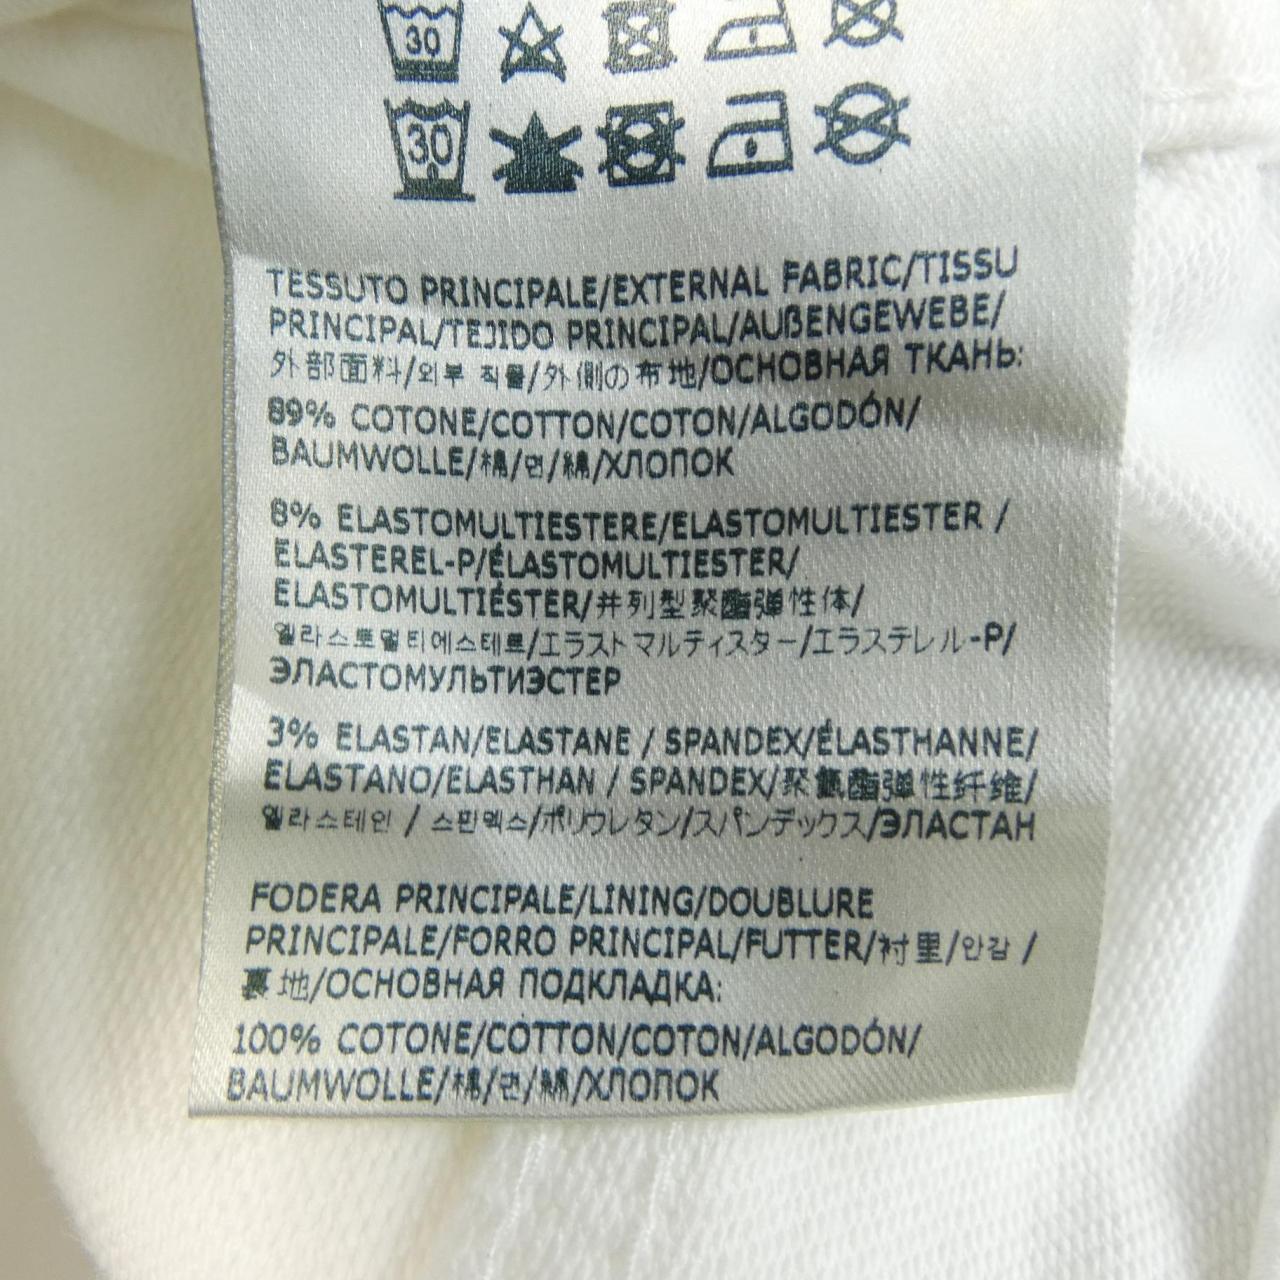 30
30
TESSUTO PRINCIPALE/EXTERNAL FABRIC/TISSU
PRINCIPAL/TEJIDO PRINCIPAL/AUßENGEWEBE/
外部面料/외부 직물/外側の布地/ОСНОВНАЯ ТКАНЬ:
89% COTONE/COTTON/COTON/ALGODÓN/
BAUMWOLLE/棉/면/綿/ХЛОПОК
8% ELASTOMULTIESTERE/ELASTOMULTIESTER /
ELASTEREL-P/ÉLASTOMULTIESTER/
ELASTOMULTIÉSTER/并列型聚酯弹性体/
엘라스토멀티에스테르/エラストマルティスター/エラステレル-P/
ЭЛАСТОМУЛЬТИЭСТЕР
3% ELASTAN/ELASTANE / SPANDEX/ÉLASTHANNE/
ELASTANO/ELASTHAN / SPANDEX/聚氨酯弹性纤维/
엘라스테인 / 스판덱스/ポリウレタン/スパンデックス/ЭЛАСТАН
FODERA PRINCIPALE/LINING/DOUBLURE
PRINCIPALE/FORRO PRINCIPAL/FUTTER/衬里/안감 /
裏地/ОСНОВНАЯ ПОДКЛАДКА:
100% COTONE/COTTON/COTON/ALGODÓN/
BAUMWOLLE/棉/면/綿/ХЛОПОК